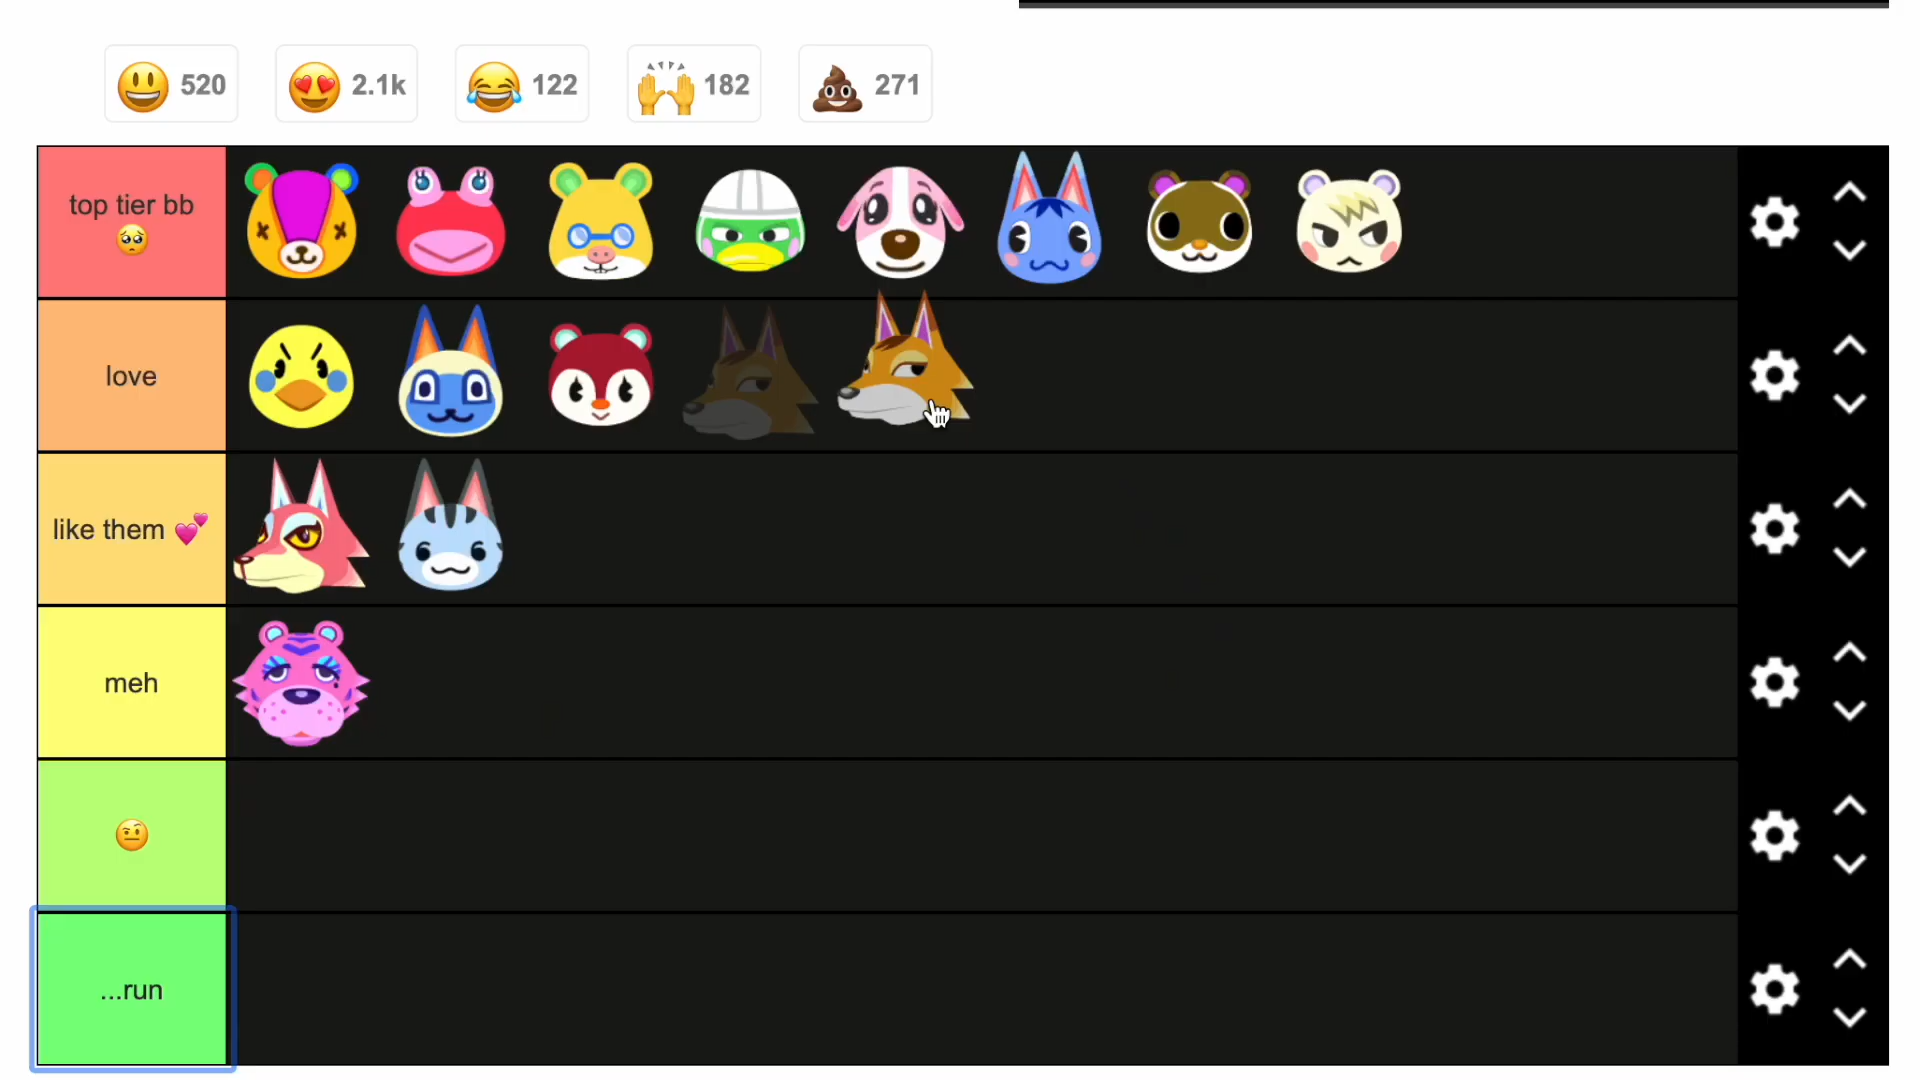 520
2.1k
122
182
271
top tier bb
love
like them
meh
...run